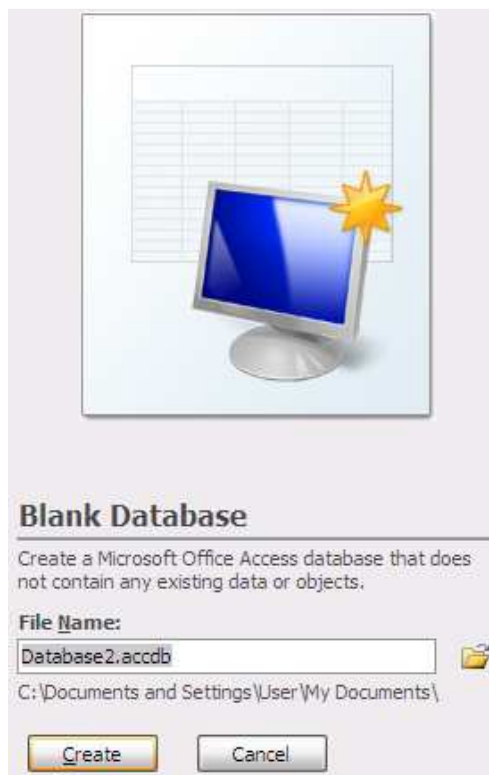 Blank Database
Create a Microsoft Office Access database that does
not contain any existing data or objects.
File Name:
Database2.accdb
C:\Documents and Settings\User\My Documents\
Create
Cancel